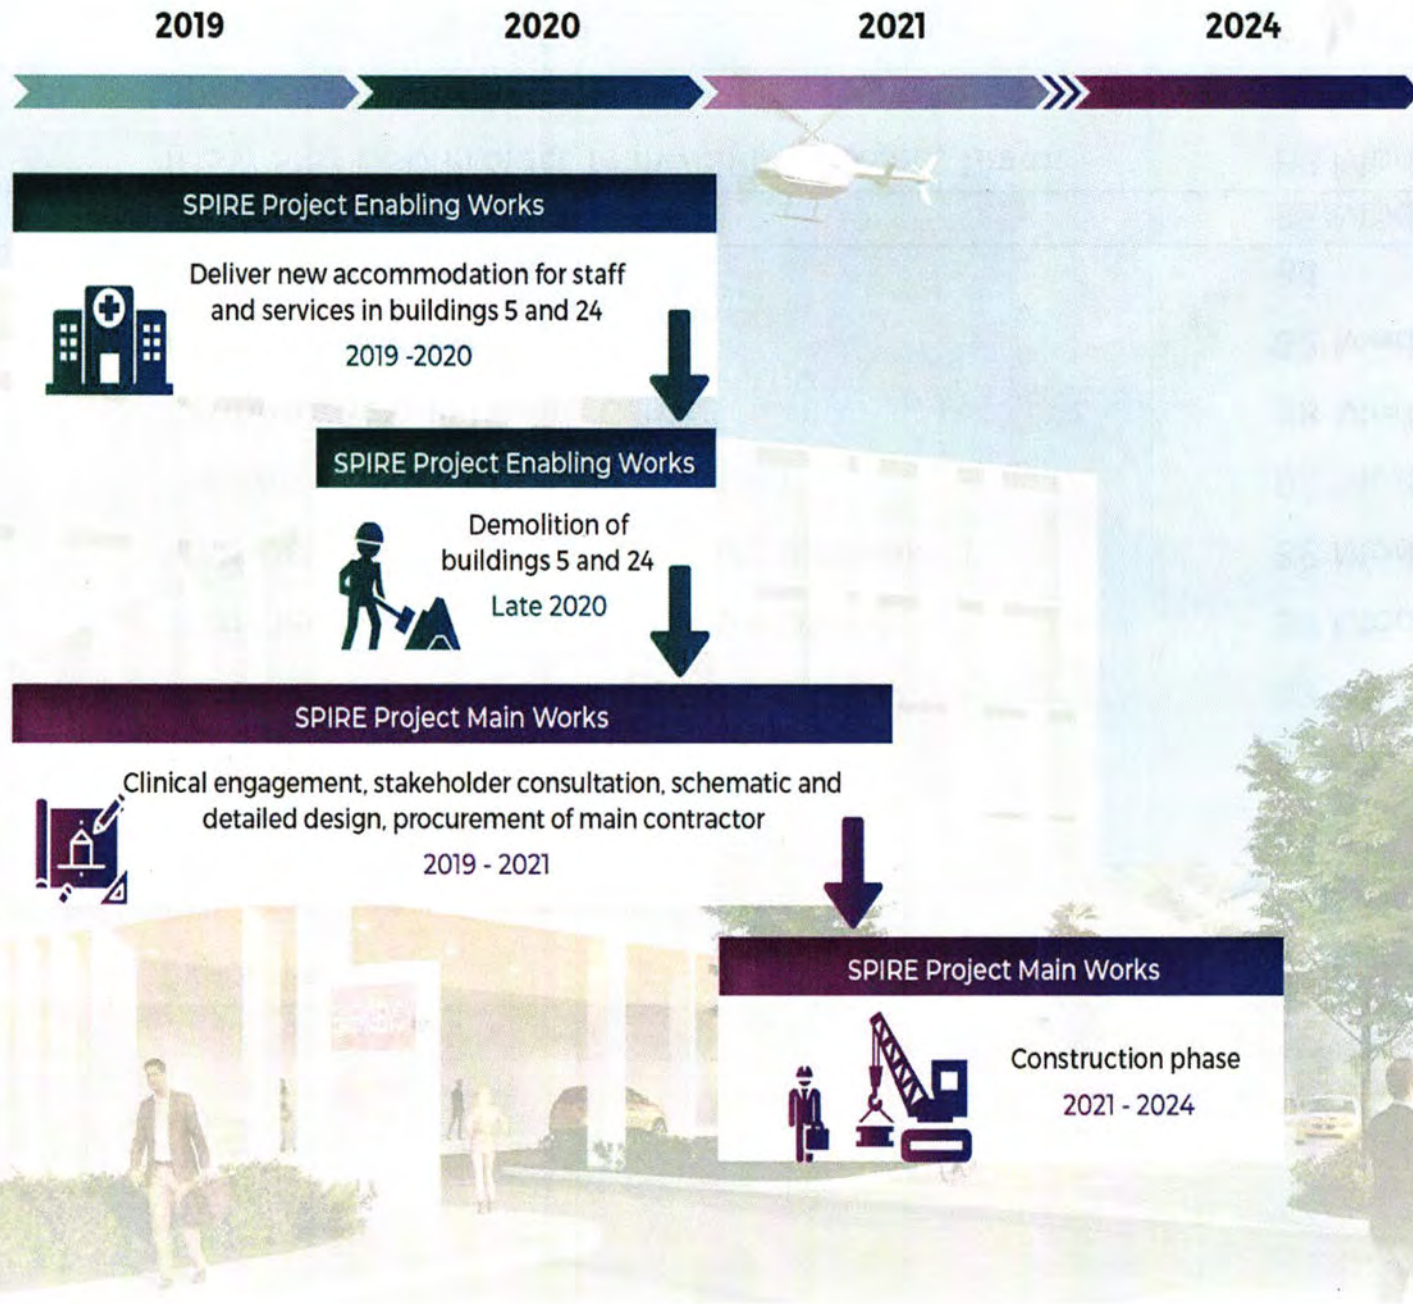 2019 2020 2021 2024
SPIRE Project Enabling Works
Deliver new accommodation for staff
and services in buildings 5 and 24
2019 -2020
SPIRE Project Enabling Works
Demolition of
buildings 5 and 24
Late 2020
SPIRE Project Main Works
Clinical engagement, stakeholder consultation, schematic and
detailed design, procurement of main contractor
2019 - 2021
SPIRE Project Main Works
Construction phase
2021 - 2024